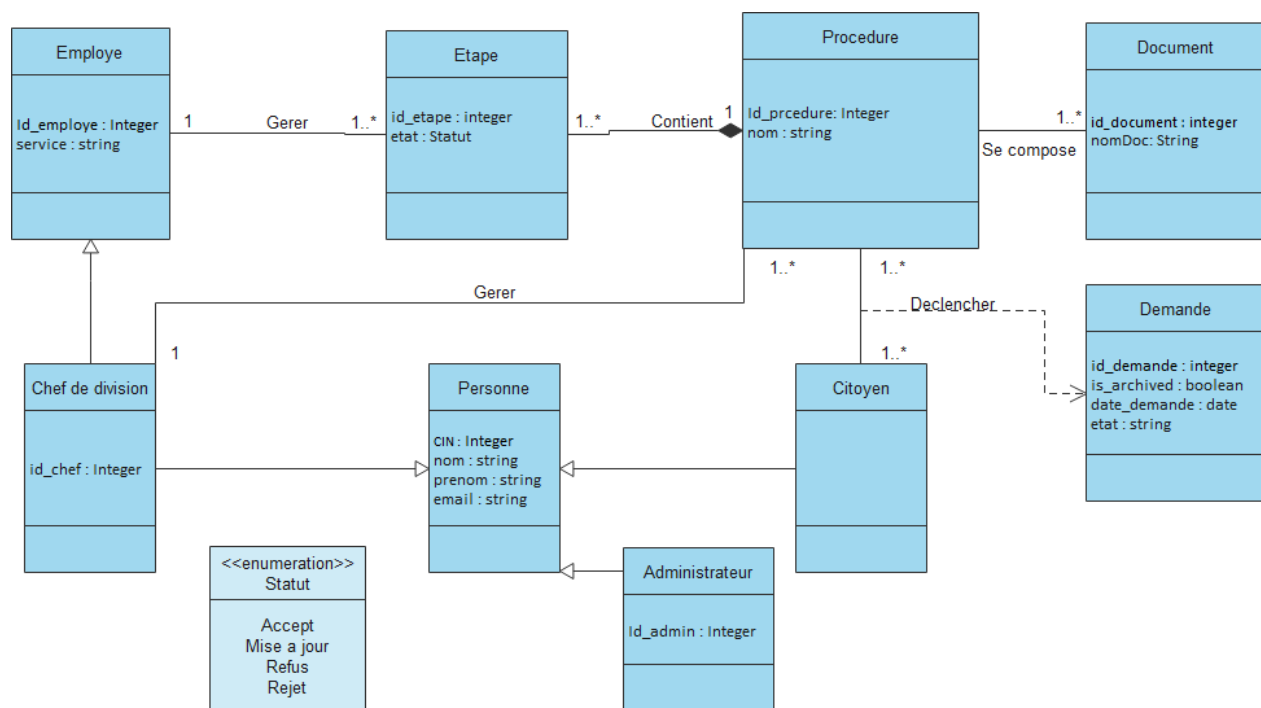 Employe
Id_employe : Integer
service : string
1
Gerer
1..*
Etape
id_etape : integer
etat : Statut
1..*
Contient
1
Procedure
Id_prcedure: Integer
nom : string
1..*
Se compose
Document
id_document : integer
nomDoc: String
Gerer
1..*
1..*
Declencher
1
1..*
Demande
id_demande : integer
is_archived : boolean
date_demande : date
etat : string
Chef de division
id_chef : Integer
Personne
CIN : Integer
nom : string
prenom : string
email : string
Citoyen
<<enumeration>>
Statut
Accept
Mise a jour
Refus
Rejet
Administrateur
Id_admin : Integer